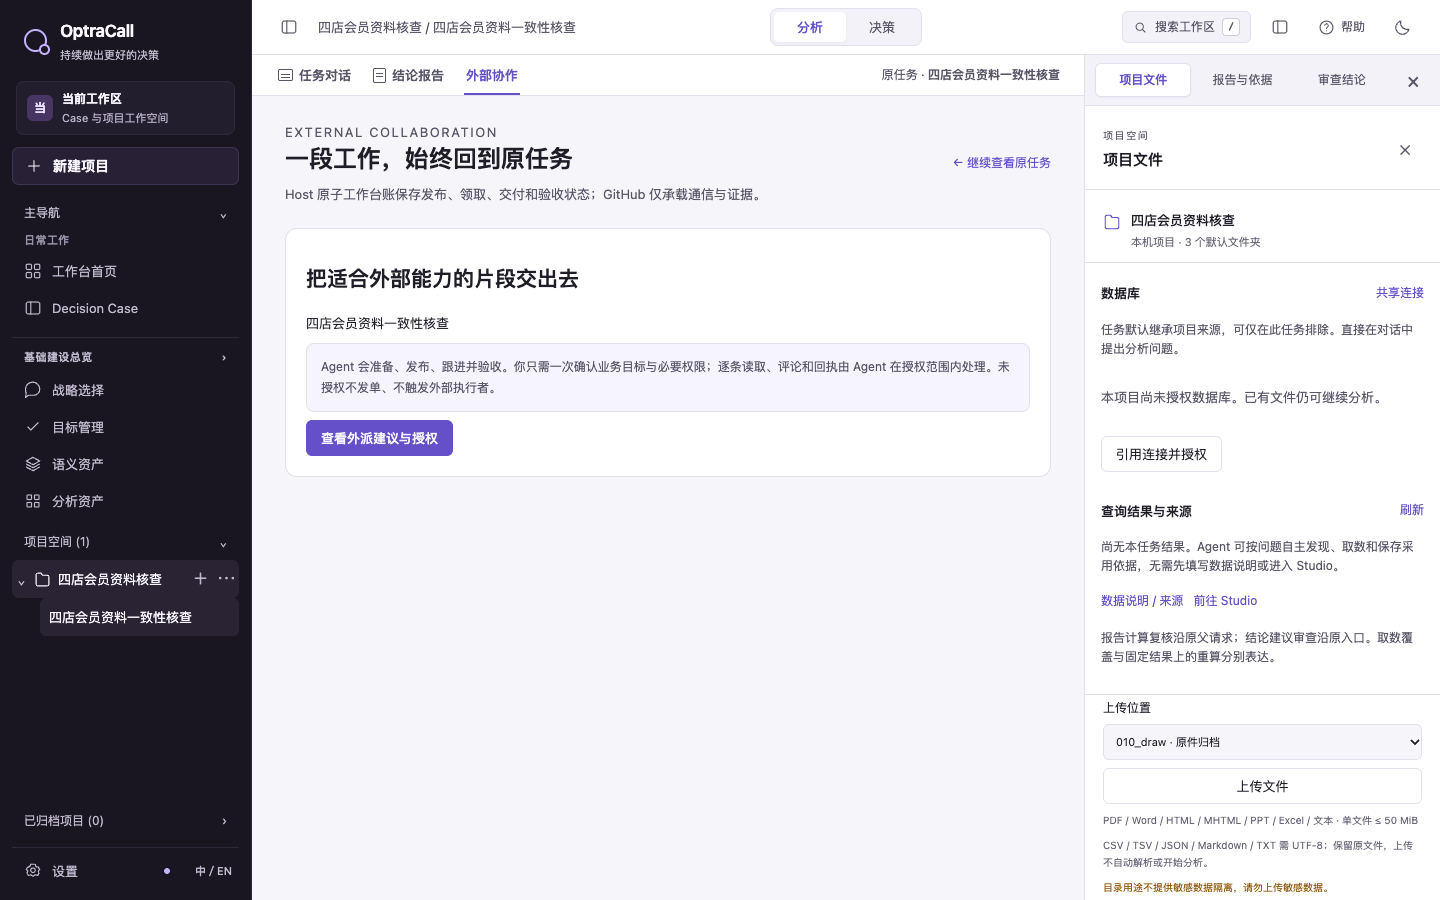 OptraCall
持续做出更好的决策
当 当前工作区
Case 与项目工作空间
新建项目
主导航
日常工作
工作台首页
Decision Case
基础建设总览
战略选择
目标管理
语义资产
分析资产
项目空间 (1)
四店会员资料核查
四店会员资料一致性核查
已归档项目 (0)
设置 中 / EN
四店会员资料核查 / 四店会员资料一致性核查
分析 决策
搜索工作区 /
帮助
任务对话 结论报告 外部协作
原任务 · 四店会员资料一致性核查
EXTERNAL COLLABORATION
一段工作，始终回到原任务
← 继续查看原任务
Host 原子工作台账保存发布、领取、交付和验收状态；GitHub 仅承载通信与证据。
把适合外部能力的片段交出去
四店会员资料一致性核查
Agent 会准备、发布、跟进并验收。你只需一次确认业务目标与必要权限；逐条读取、评论和回执由 Agent 在授权范围内处理。未
授权不发单、不触发外部执行者。
查看外派建议与授权
项目文件 报告与依据 审查结论
项目空间
项目文件
四店会员资料核查
本机项目 · 3 个默认文件夹
数据库 共享连接
任务默认继承项目来源，可仅在此任务排除。直接在对话中
提出分析问题。
本项目尚未授权数据库。已有文件仍可继续分析。
引用连接并授权
查询结果与来源 刷新
尚无本任务结果。Agent 可按问题自主发现、取数和保存采
用依据，无需先填写数据说明或进入 Studio。
数据说明 / 来源 前往 Studio
报告计算复核沿原父请求；结论建议审查沿原入口。取数覆
盖与固定结果上的重算分别表达。
上传位置
010_draw · 原件归档
上传文件
PDF / Word / HTML / MHTML / PPT / Excel / 文本 · 单文件 ≤ 50 MiB
CSV / TSV / JSON / Markdown / TXT 需 UTF-8；保留原文件，上传
不自动解析或开始分析。
目录用途不提供敏感数据隔离，请勿上传敏感数据。